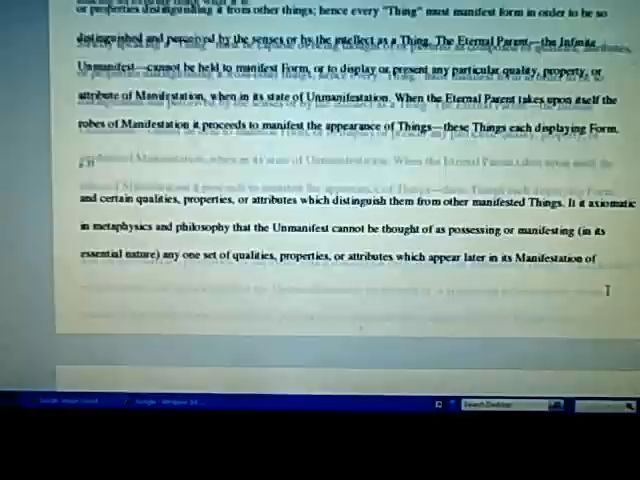 or properties distinguishing it from other things; hence every "Thing" must manifest form in order to be so
distinguished and perceived by the senses or by the intellect as a Thing. The Eternal Parent—the Infinite
Unmanifest—cannot be held to manifest Form, or to display or present any particular quality, property, or
attribute of Manifestation, when in its state of Unmanifestation. When the Eternal Parent takes upon itself the
robes of Manifestation it proceeds to manifest the appearance of Things—these Things each displaying Form,
and certain qualities, properties, or attributes which distinguish them from other manifested Things. It is axiomatic
in metaphysics and philosophy that the Unmanifest cannot be thought of as possessing or manifesting (in its
essential nature) any one set of qualities, properties, or attributes which appear later in its Manifestation of
Google - Windows
Search Desktop